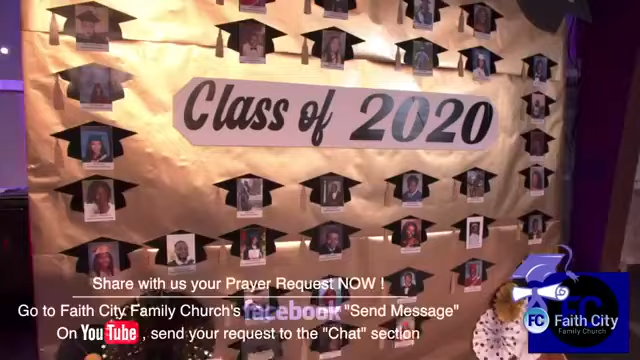 Class of 2020
Share with us your Prayer Request NOW !
Go to Faith City Family Church's facebook "Send Message"
On YouTube , send your request to the "Chat" section
FC Faith City
Family Church